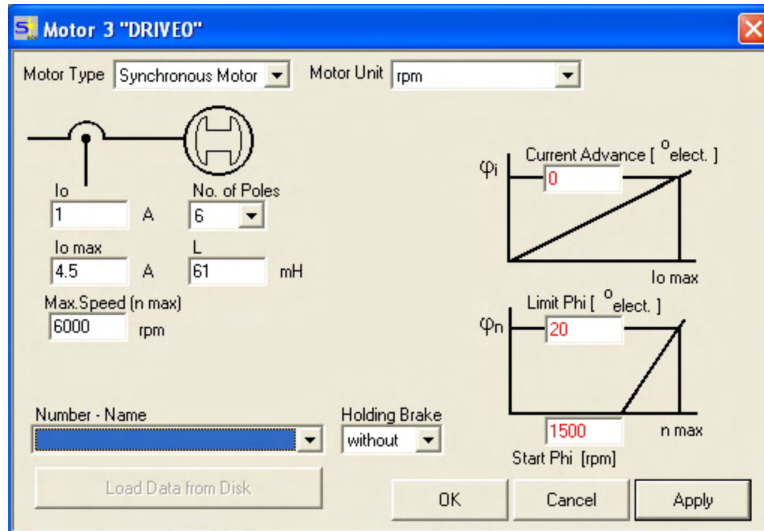 Motor 3 "DRIVE0"
Motor Type Synchronous Motor Motor Unit rpm
Current Advance [ °elect. ]
φi 0
Io No. of Poles
1 A 6
Io max
Io max L
4.5 A 61 mH
Limit Phi [ °elect. ]
Max.Speed (n max)
φn 20
6000 rpm
Number - Name Holding Brake
without
1500 n max
Start Phi [rpm]
Load Data from Disk
OK Cancel Apply